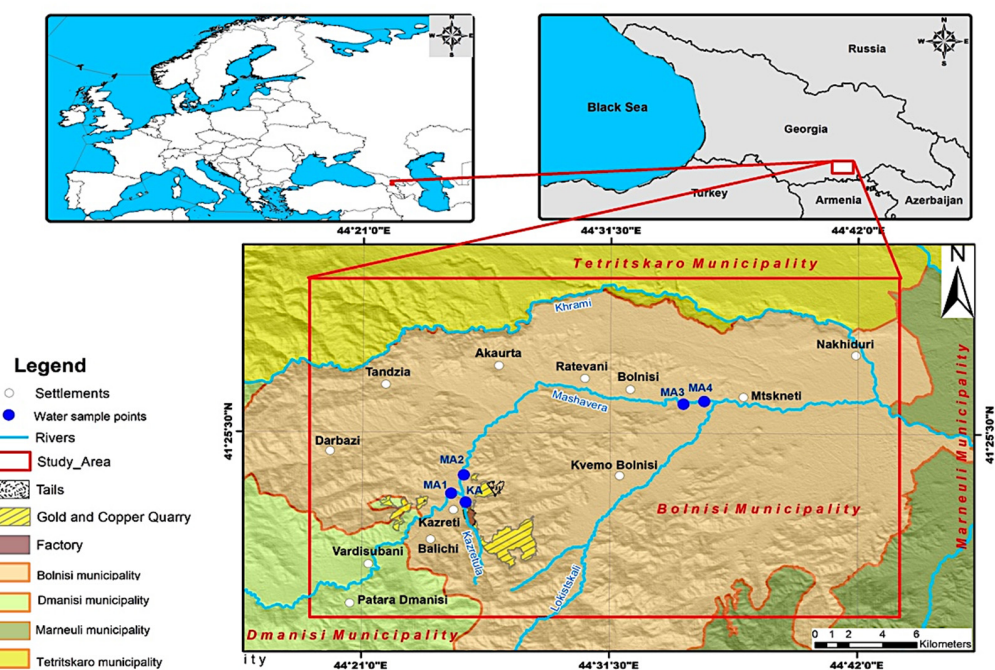 N
W E
S
N
W E
S
Russia
Black Sea
Georgia
Turkey
Armenia
Azerbaijan
44°21'0"E
44°31'30"E
44°42'0"E
N
Tetritskaro Municipality
Khrami
Nakhiduri
Akaurta
Tandzia
Ratevani
Bolnisi
MA3 MA4
Mtskneti
Mashavera
41°25'30"N
41°25'30"N
Darbazi
MA2
Kvemo Bolnisi
MA1
KA
Kazreti
Bolnisi Municipality
Marneuli Municipality
Vardisubani
Balichi
Kazretula
Lokistskali
Patara Dmanisi
Dmanisi Municipality
0 1 2 4 6
Kilometers
ity
44°21'0"E
44°31'30"E
44°42'0"E
Legend
Settlements
Water sample points
Rivers
Study_Area
Tails
Gold and Copper Quarry
Factory
Bolnisi municipality
Dmanisi municipality
Marneuli municipality
Tetritskaro municipality